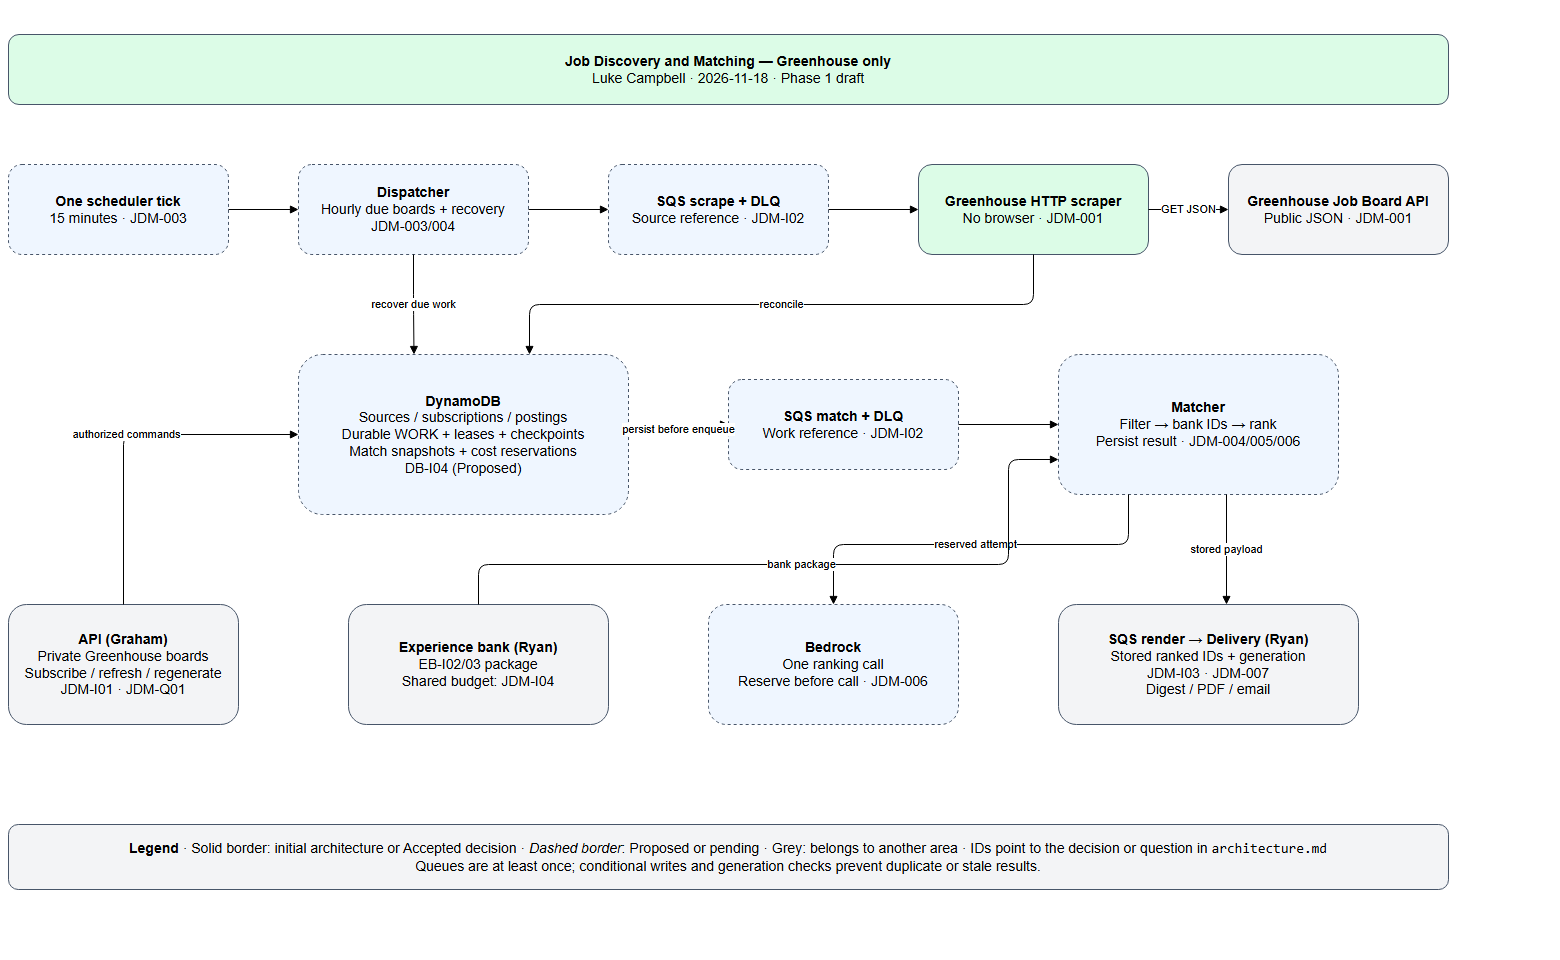 Job Discovery and Matching — Greenhouse only
Luke Campbell · 2026-11-18 · Phase 1 draft
One scheduler tick
15 minutes · JDM-003
Dispatcher
Hourly due boards + recovery
JDM-003/004
SQS scrape + DLQ
Source reference · JDM-I02
Greenhouse HTTP scraper
No browser · JDM-001
GET JSON
Greenhouse Job Board API
Public JSON · JDM-001
recover due work
reconcile
DynamoDB
Sources / subscriptions / postings
Durable WORK + leases + checkpoints
Match snapshots + cost reservations
DB-I04 (Proposed)
authorized commands
persist before enqueue
SQS match + DLQ
Work reference · JDM-I02
Matcher
Filter → bank IDs → rank
Persist result · JDM-004/005/006
reserved attempt
bank package
stored payload
API (Graham)
Private Greenhouse boards
Subscribe / refresh / regenerate
JDM-I01 · JDM-Q01
Experience bank (Ryan)
EB-I02/03 package
Shared budget: JDM-I04
Bedrock
One ranking call
Reserve before call · JDM-006
SQS render → Delivery (Ryan)
Stored ranked IDs + generation
JDM-I03 · JDM-007
Digest / PDF / email
Legend · Solid border: initial architecture or Accepted decision · Dashed border: Proposed or pending · Grey: belongs to another area · IDs point to the decision or question in architecture.md
Queues are at least once; conditional writes and generation checks prevent duplicate or stale results.